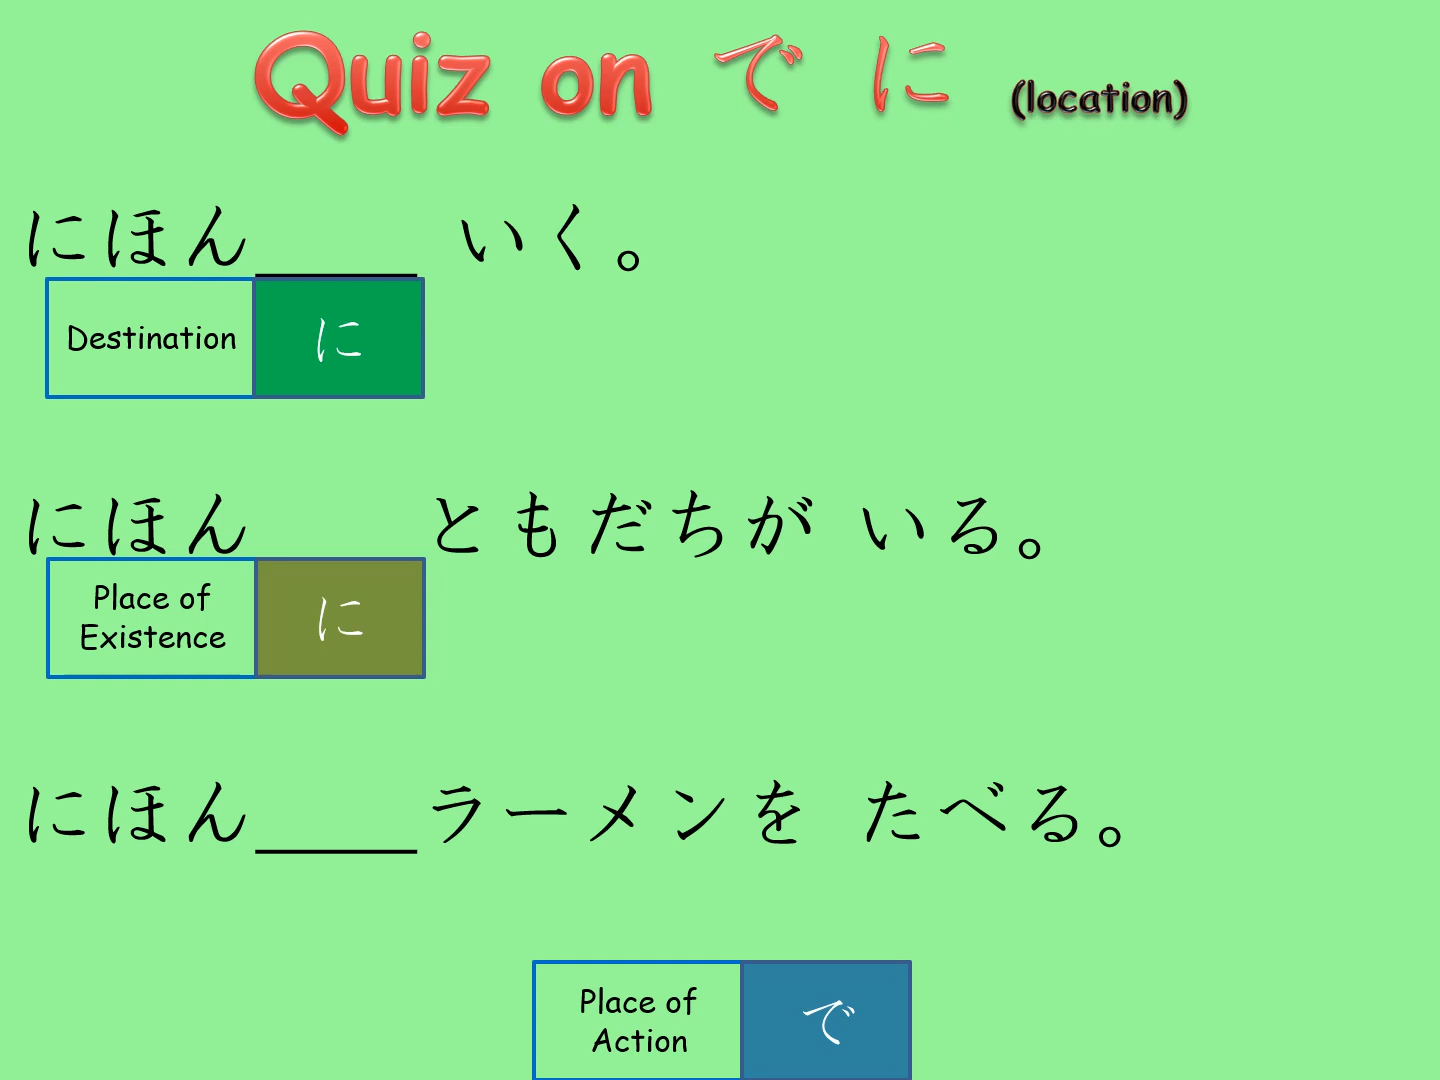 Quiz on で に (location)
にほん____ いく。
Destination に
にほん ともだちが いる。
Place of
Existence
に
にほん____ラーメンを たべる。
Place of
Action
で